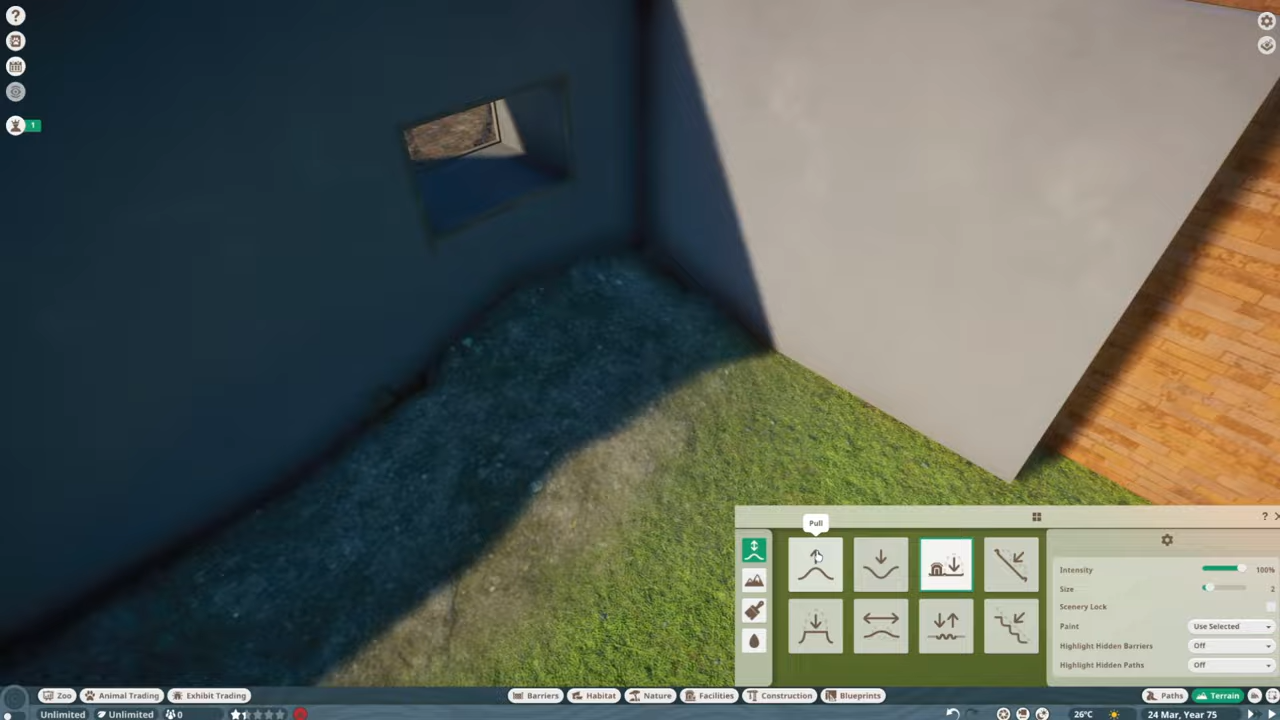 ?
1
Pull
?
Intensity 100%
Size 2
Scenery Lock
Paint Use Selected
Highlight Hidden Barriers Off
Highlight Hidden Paths Off
Zoo Animal Trading Exhibit Trading Barriers Habitat Nature Facilities Construction Blueprints Paths Terrain
Unlimited Unlimited 0 26°C 24 Mar, Year 75